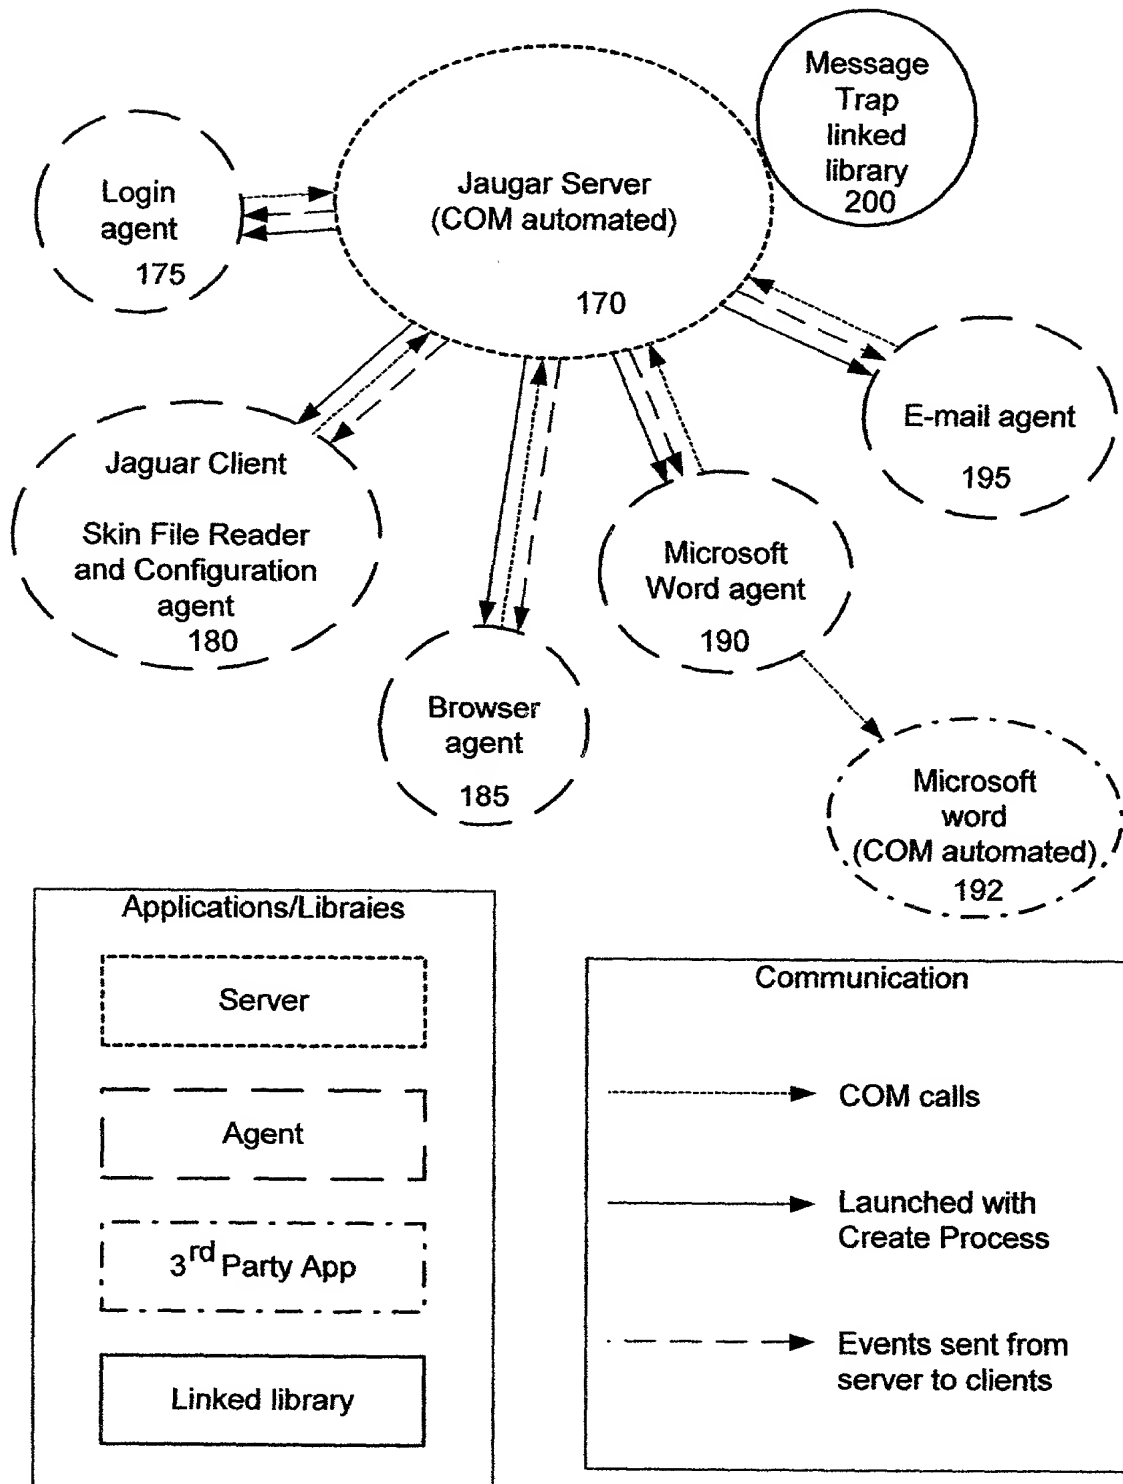 Message
Trap
linked
library
200
Login
agent
175
Jaugar Server
(COM automated)
170
E-mail agent
195
Jaguar Client
Skin File Reader
and Configuration
agent
180
Microsoft
Word agent
190
Browser
agent
185
Microsoft
word
(COM automated)
192
Applications/Libraies
Server
Agent
3rd Party App
Linked library
Communication
COM calls
Launched with
Create Process
Events sent from
server to clients